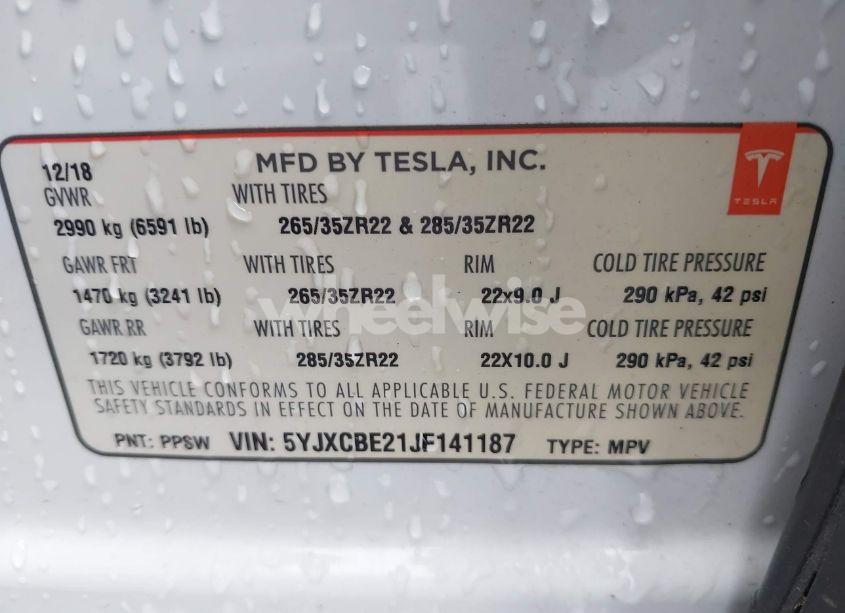 12/18 MFD BY TESLA, INC.
TESLA
GVWR WITH TIRES
2990 kg (6591 lb) 265/35ZR22 & 285/35ZR22
GAWR FRT WITH TIRES RIM COLD TIRE PRESSURE
1470 kg (3241 lb) 265/35ZR22 22x9.0 J 290 kPa, 42 psi
wheelwise
GAWR RR WITH TIRES RIM COLD TIRE PRESSURE
1720 kg (3792 lb) 285/35ZR22 22X10.0 J 290 kPa, 42 psi
THIS VEHICLE CONFORMS TO ALL APPLICABLE U.S. FEDERAL MOTOR VEHICLE
SAFETY STANDARDS IN EFFECT ON THE DATE OF MANUFACTURE SHOWN ABOVE.
PNT: PPSW VIN: 5YJXCBE21JF141187 TYPE: MPV